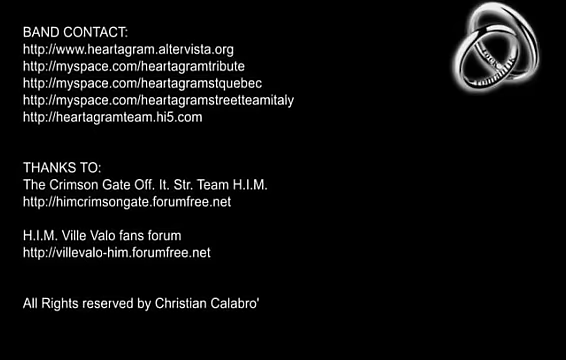 BAND CONTACT:
http://www.heartagram.altervista.org
http://myspace.com/heartagramtribute
http://myspace.com/heartagramstquebec
http://myspace.com/heartagramstreetteamitaly
http://heartagramteam.hi5.com
THANKS TO:
The Crimson Gate Off. It. Str. Team H.I.M.
http://himcrimsongate.forumfree.net
H.I.M. Ville Valo fans forum
http://villevalo-him.forumfree.net
All Rights reserved by Christian Calabro'
rock
romantik